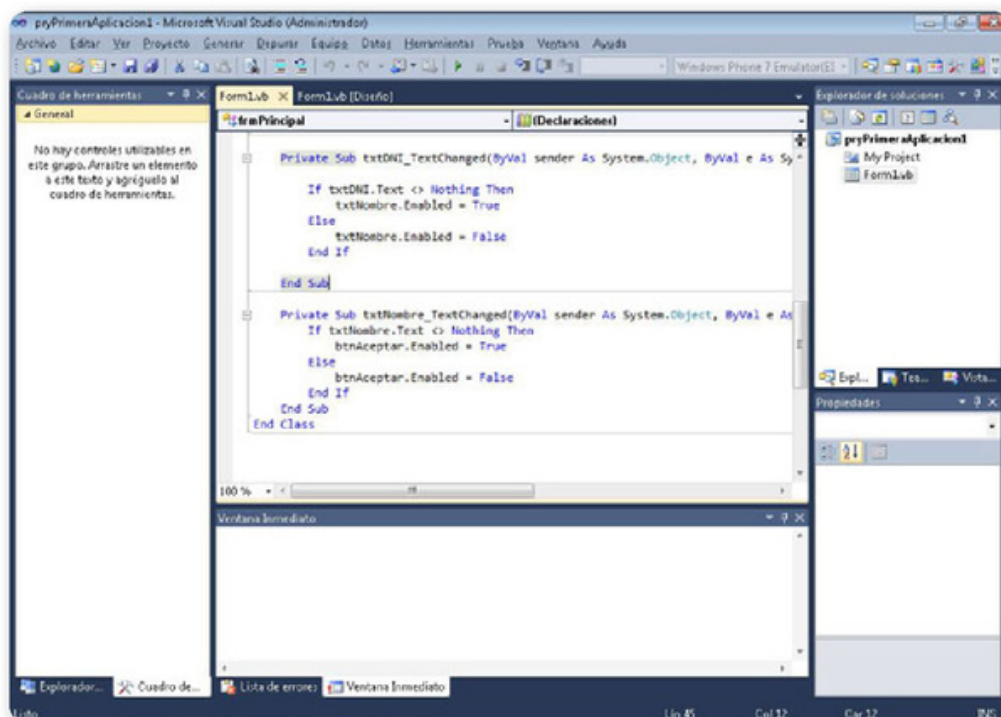 pryPrimeraAplicacion1 - Microsoft Visual Studio (Administrador)
Archivo Editar Ver Proyecto Generar Depurar Equipo Datos Herramientas Prueba Ventana Ayuda
Windows Phone 7 Emulator(E
Cuadro de herramientas
General
No hay controles utilizables en
este grupo. Arrastre un elemento
a este texto y agréguelo al
cuadro de herramientas.
Form1.vb Form1.vb [Diseño]
frmPrincipal (Declaraciones)
Private Sub txtDNI_TextChanged(ByVal sender As System.Object, ByVal e As Sy
If txtDNI.Text <> Nothing Then
txtNombre.Enabled = True
Else
txtNombre.Enabled = False
End If
End Sub
Private Sub txtNombre_TextChanged(ByVal sender As System.Object, ByVal e As
If txtNombre.Text <> Nothing Then
btnAceptar.Enabled = True
Else
btnAceptar.Enabled = False
End If
End Sub
End Class
100 %
Ventana Inmediato
Explorador de soluciones
pryPrimeraAplicacion1
My Project
Form1.vb
Expl... Tea... Vista...
Propiedades
Explorador... Cuadro de... Lista de errores Ventana Inmediato
Listo Lín 45 Col 12 Car 12 INS